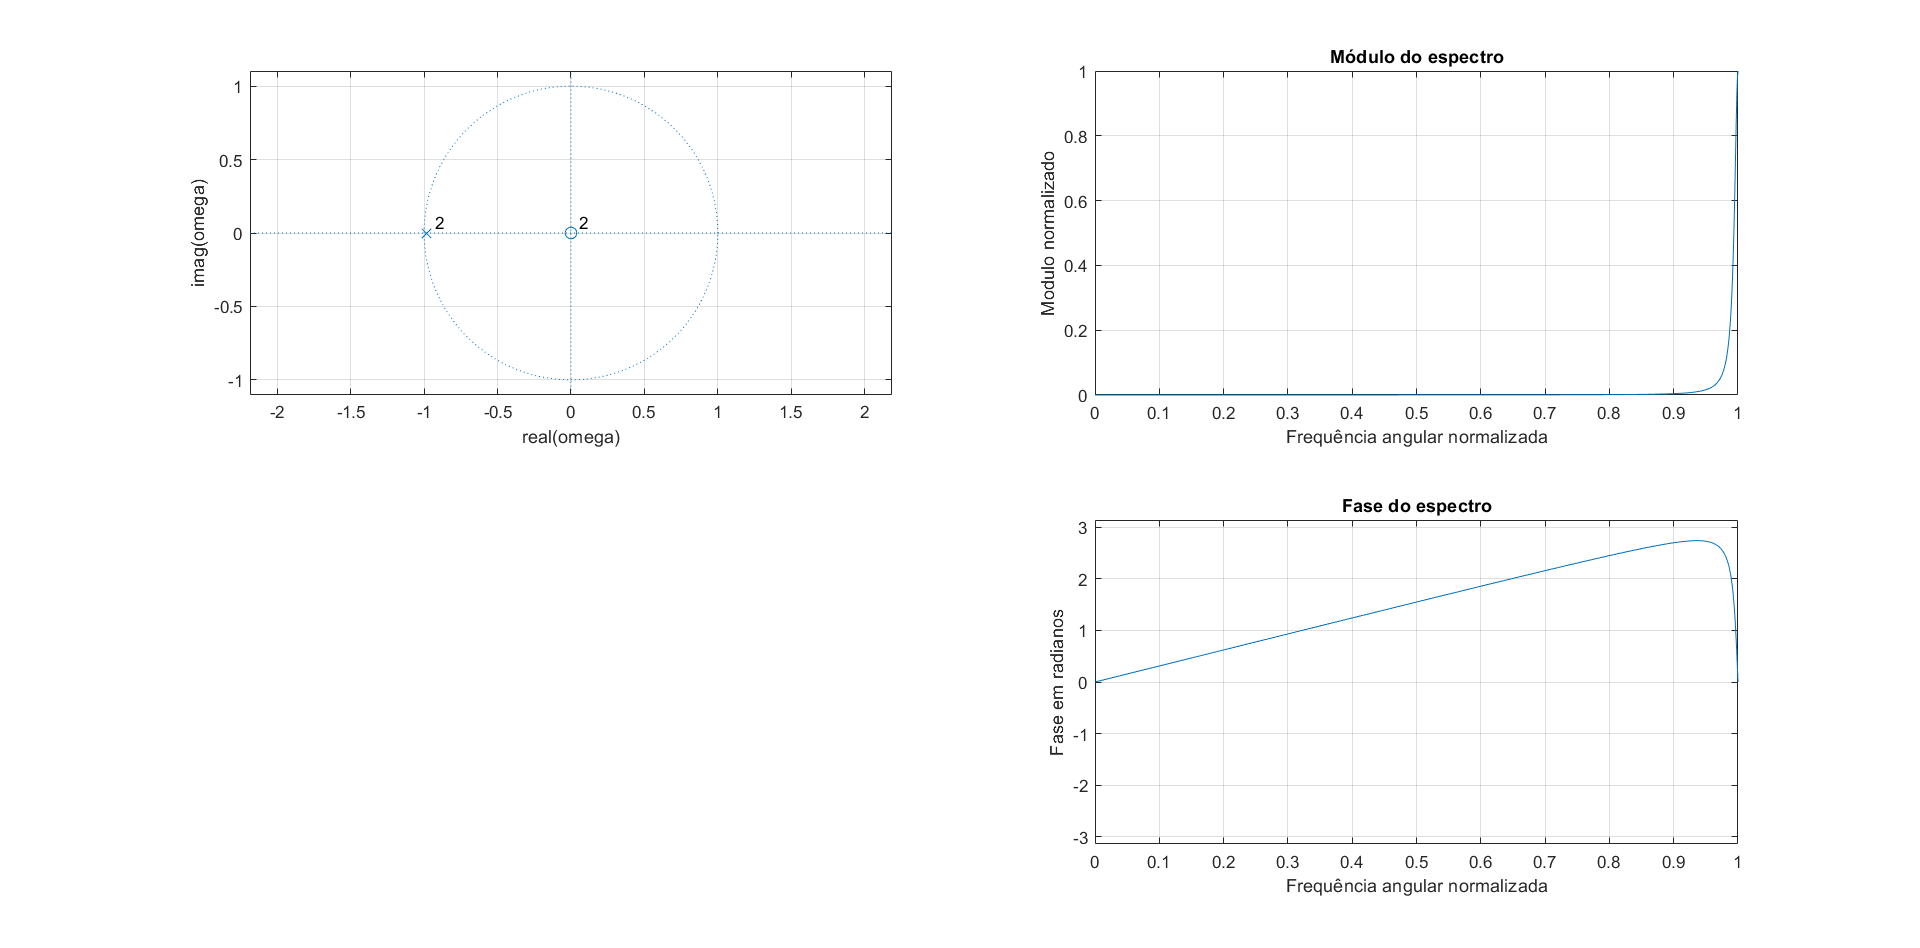 1
0.5
0
-0.5
-1
imag(omega)
2
2
-2 -1.5 -1 -0.5 0 0.5 1 1.5 2
real(omega)
Módulo do espectro
1
0.8
0.6
0.4
0.2
0
Modulo normalizado
0 0.1 0.2 0.3 0.4 0.5 0.6 0.7 0.8 0.9 1
Frequência angular normalizada
Fase do espectro
3
2
1
0
-1
-2
-3
Fase em radianos
0 0.1 0.2 0.3 0.4 0.5 0.6 0.7 0.8 0.9 1
Frequência angular normalizada